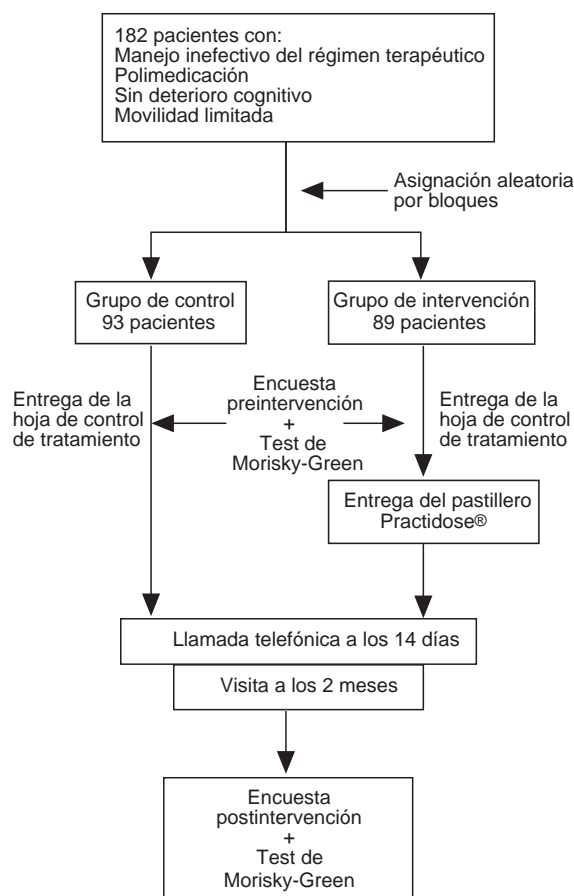 182 pacientes con:
Manejo inefectivo del régimen terapéutico
Polimedicación
Sin deterioro cognitivo
Movilidad limitada
Asignación aleatoria
por bloques
Grupo de control
93 pacientes
Grupo de intervención
89 pacientes
Entrega de la
hoja de control
de tratamiento
Encuesta
preintervención
+
Test de
Morisky-Green
Entrega de la
hoja de control
de tratamiento
Entrega del pastillero
Practidose®
Llamada telefónica a los 14 días
Visita a los 2 meses
Encuesta
postintervención
+
Test de
Morisky-Green